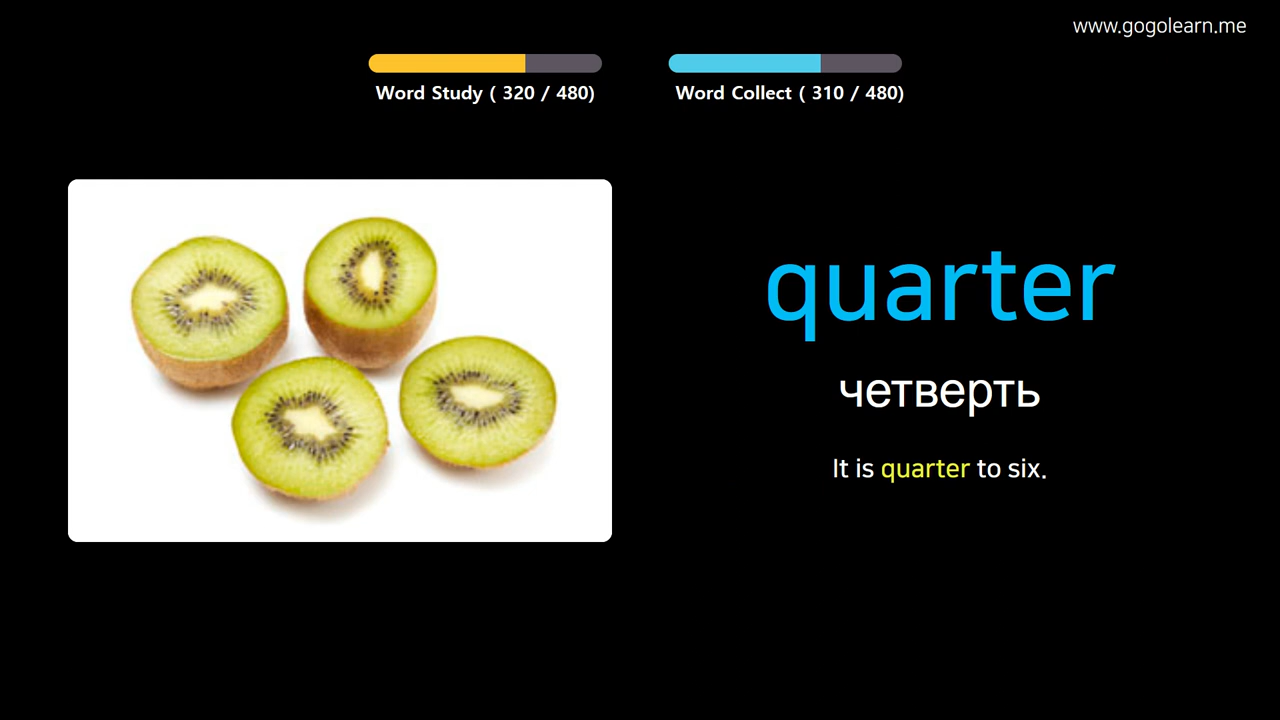 www.gogolearn.me
Word Study ( 320 / 480)
Word Collect ( 310 / 480)
quarter
четверть
It is quarter to six.